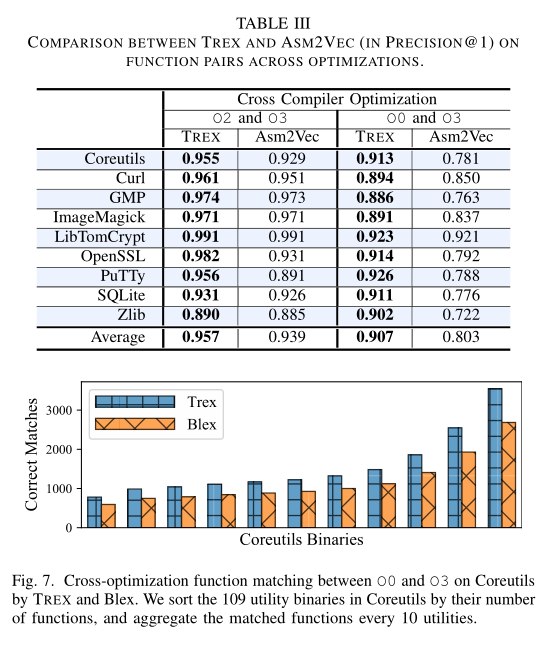 TABLE III
COMPARISON BETWEEN TREX AND ASM2VEC (IN PRECISION@1) ON
FUNCTION PAIRS ACROSS OPTIMIZATIONS.
Cross Compiler Optimization
O2 and O3 O0 and O3
TREX Asm2Vec TREX Asm2Vec
Coreutils 0.955 0.929 0.913 0.781
Curl 0.961 0.951 0.894 0.850
GMP 0.974 0.973 0.886 0.763
ImageMagick 0.971 0.971 0.891 0.837
LibTomCrypt 0.991 0.991 0.923 0.921
OpenSSL 0.982 0.931 0.914 0.792
PuTTy 0.956 0.891 0.926 0.788
SQLite 0.931 0.926 0.911 0.776
Zlib 0.890 0.885 0.902 0.722
Average 0.957 0.939 0.907 0.803
Correct Matches
3000
2000
1000
0
Trex
Blex
Coreutils Binaries
Fig. 7. Cross-optimization function matching between O0 and O3 on Coreutils
by TREX and Blex. We sort the 109 utility binaries in Coreutils by their number
of functions, and aggregate the matched functions every 10 utilities.